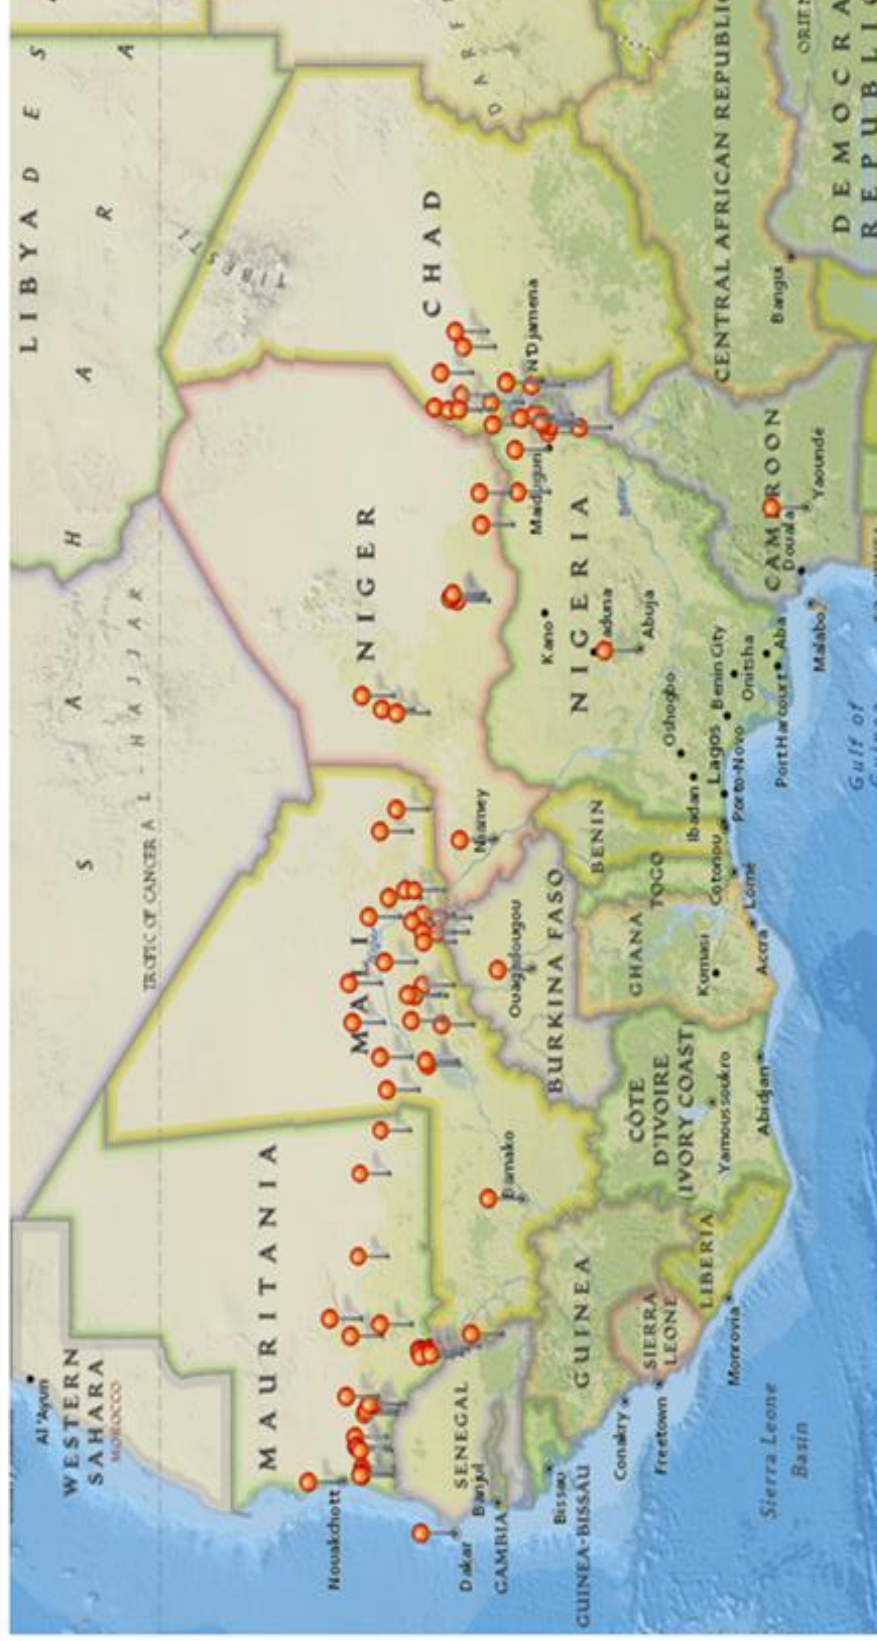 LIBYA
D E S
S A H A R A
TROPIC OF CANCER
A L - H A J J A R
TIBESTI
D A R F
Al 'Ayun
WESTERN
SAHARA
MOROCCO
MAURITANIA
MALI
NIGER
CHAD
Nouakchott
Dakar
SENEGAL
Banjul
GAMBIA
Bissau
GUINEA-BISSAU
GUINEA
Conakry
Freetown
SIERRA
LEONE
Monrovia
LIBERIA
Bamako
CÔTE
D'IVOIRE
(IVORY COAST)
Yamoussoukro
Abidjan
BURKINA FASO
Ouagadougou
GHANA
Kumasi
Accra
TOGO
Lomé
BENIN
Cotonou
Porto-Novo
Niamey
NIGERIA
Kano
aduna
Abuja
Oshogbo
Ibadan
Lagos
Benin City
Onitsha
Aba
Port Harcourt
Maiduguri
N'Djamena
CAMEROON
Douala
Yaoundé
Malabo
CENTRAL AFRICAN REPUBLIC
Bangui
DEMOCRA
REPUBLIC
ORIEN
Gulf of
Sierra Leone
Basin